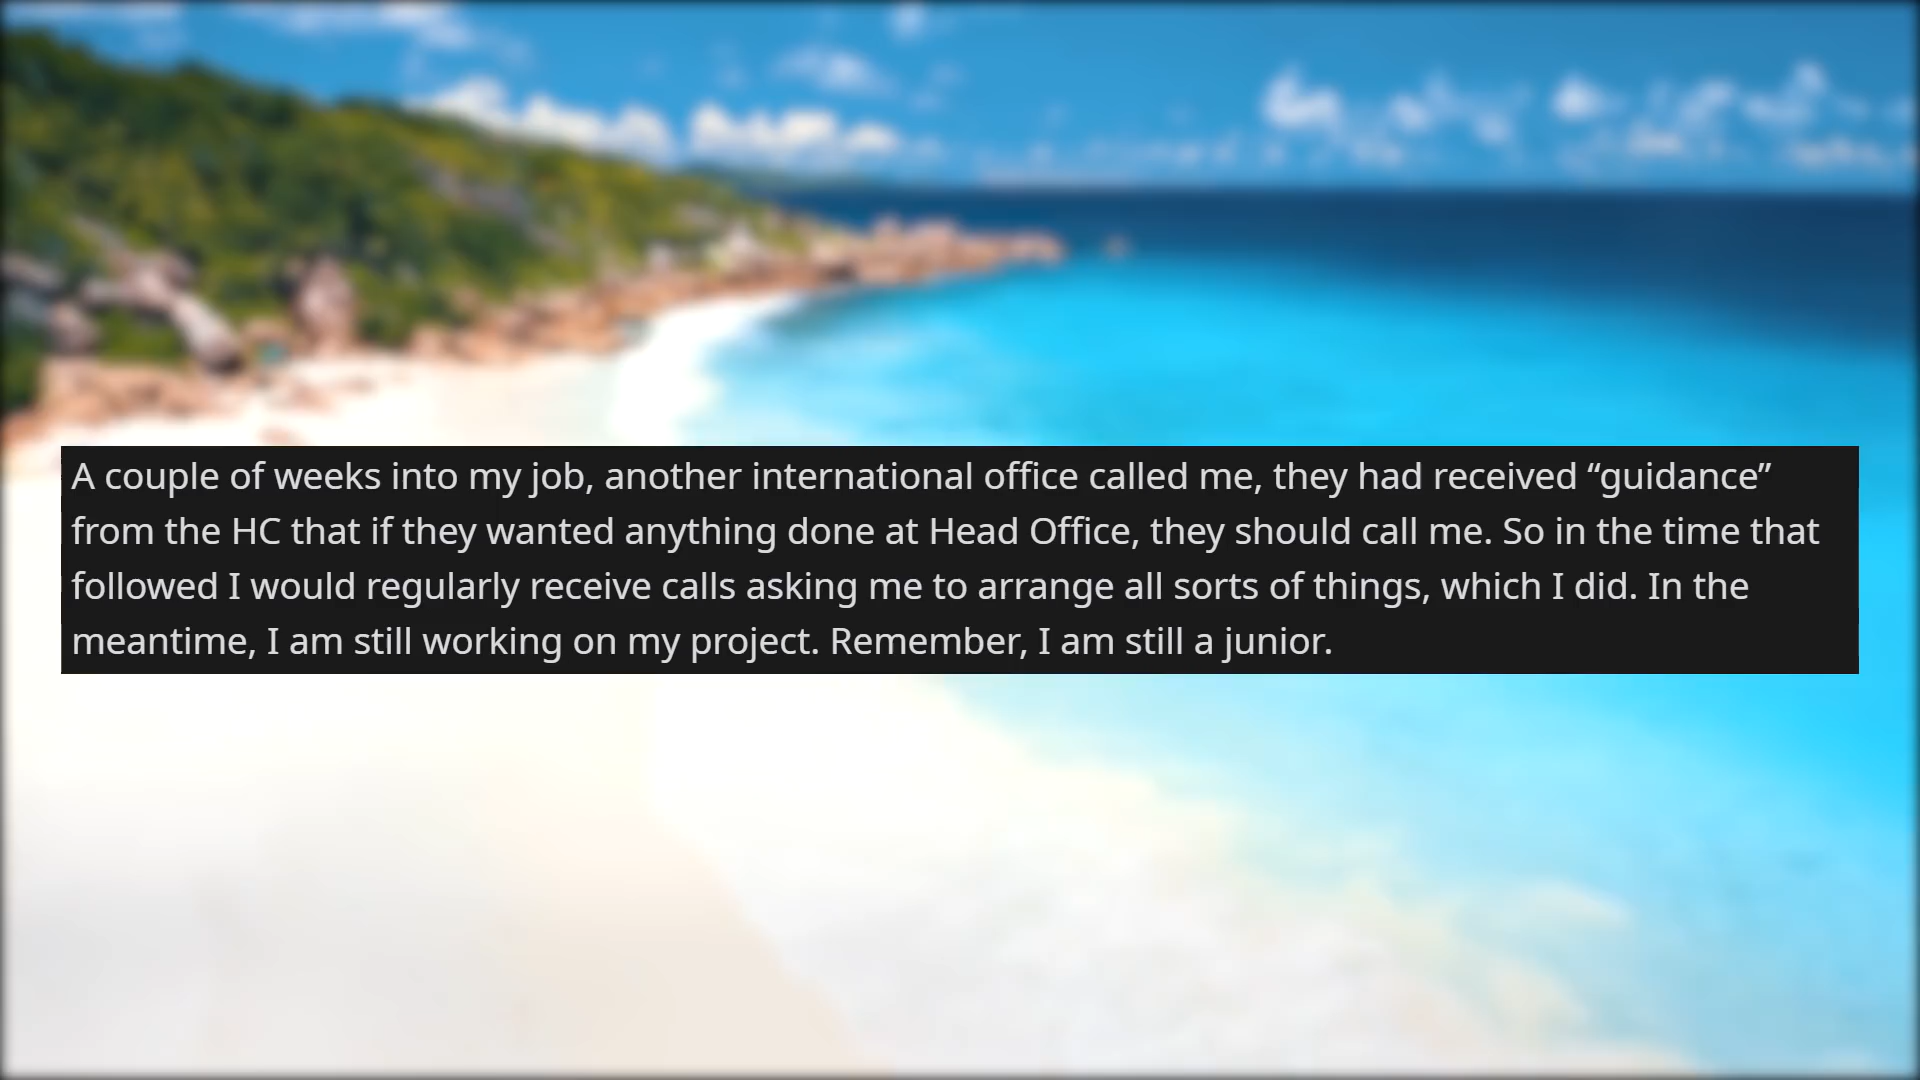 A couple of weeks into my job, another international office called me, they had received “guidance”
from the HC that if they wanted anything done at Head Office, they should call me. So in the time that
followed I would regularly receive calls asking me to arrange all sorts of things, which I did. In the
meantime, I am still working on my project. Remember, I am still a junior.